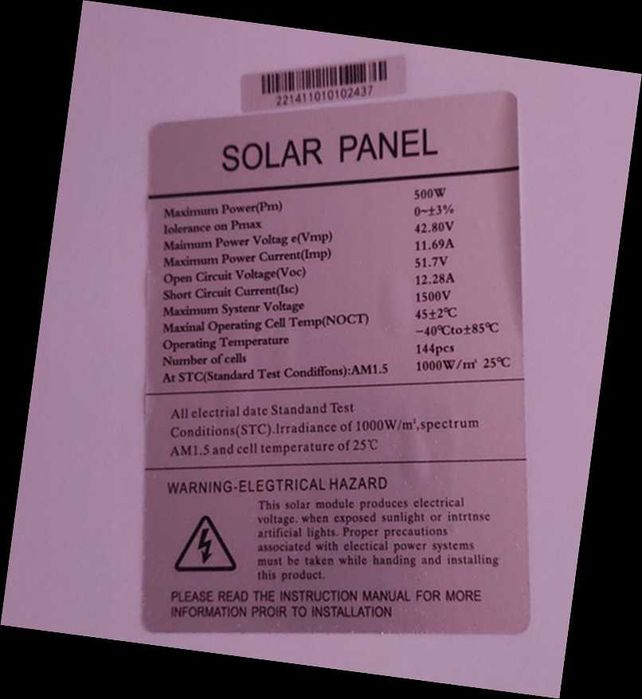 221411010102437
SOLAR PANEL
Maximum Power(Pm) 500W
Iolerance on Pmax 0~±3%
Maimum Power Voltag e(Vmp) 42.80V
Maximum Power Current(Imp) 11.69A
Open Circuit Voltage(Voc) 51.7V
Short Circuit Current(Isc) 12.28A
Maximum Systenr Voltage 1500V
Maxinal Operating Cell Temp(NOCT) 45±2℃
Operating Temperature -40℃to±85℃
Number of cells 144pcs
At STC(Standard Test Condiffons):AM1.5 1000W/m² 25℃
All electrial date Standand Test
Conditions(STC).Irradiance of 1000W/m²,spectrum
AM1.5 and cell temperature of 25℃
WARNING-ELEGTRICAL HAZARD
This solar module produces electrical
voltage. when exposed sunlight or intrtnse
artificial lights. Proper precautions
associated with electical power systems
must be taken while handing and installing
this product.
PLEASE READ THE INSTRUCTION MANUAL FOR MORE
INFORMATION PROIR TO INSTALLATION